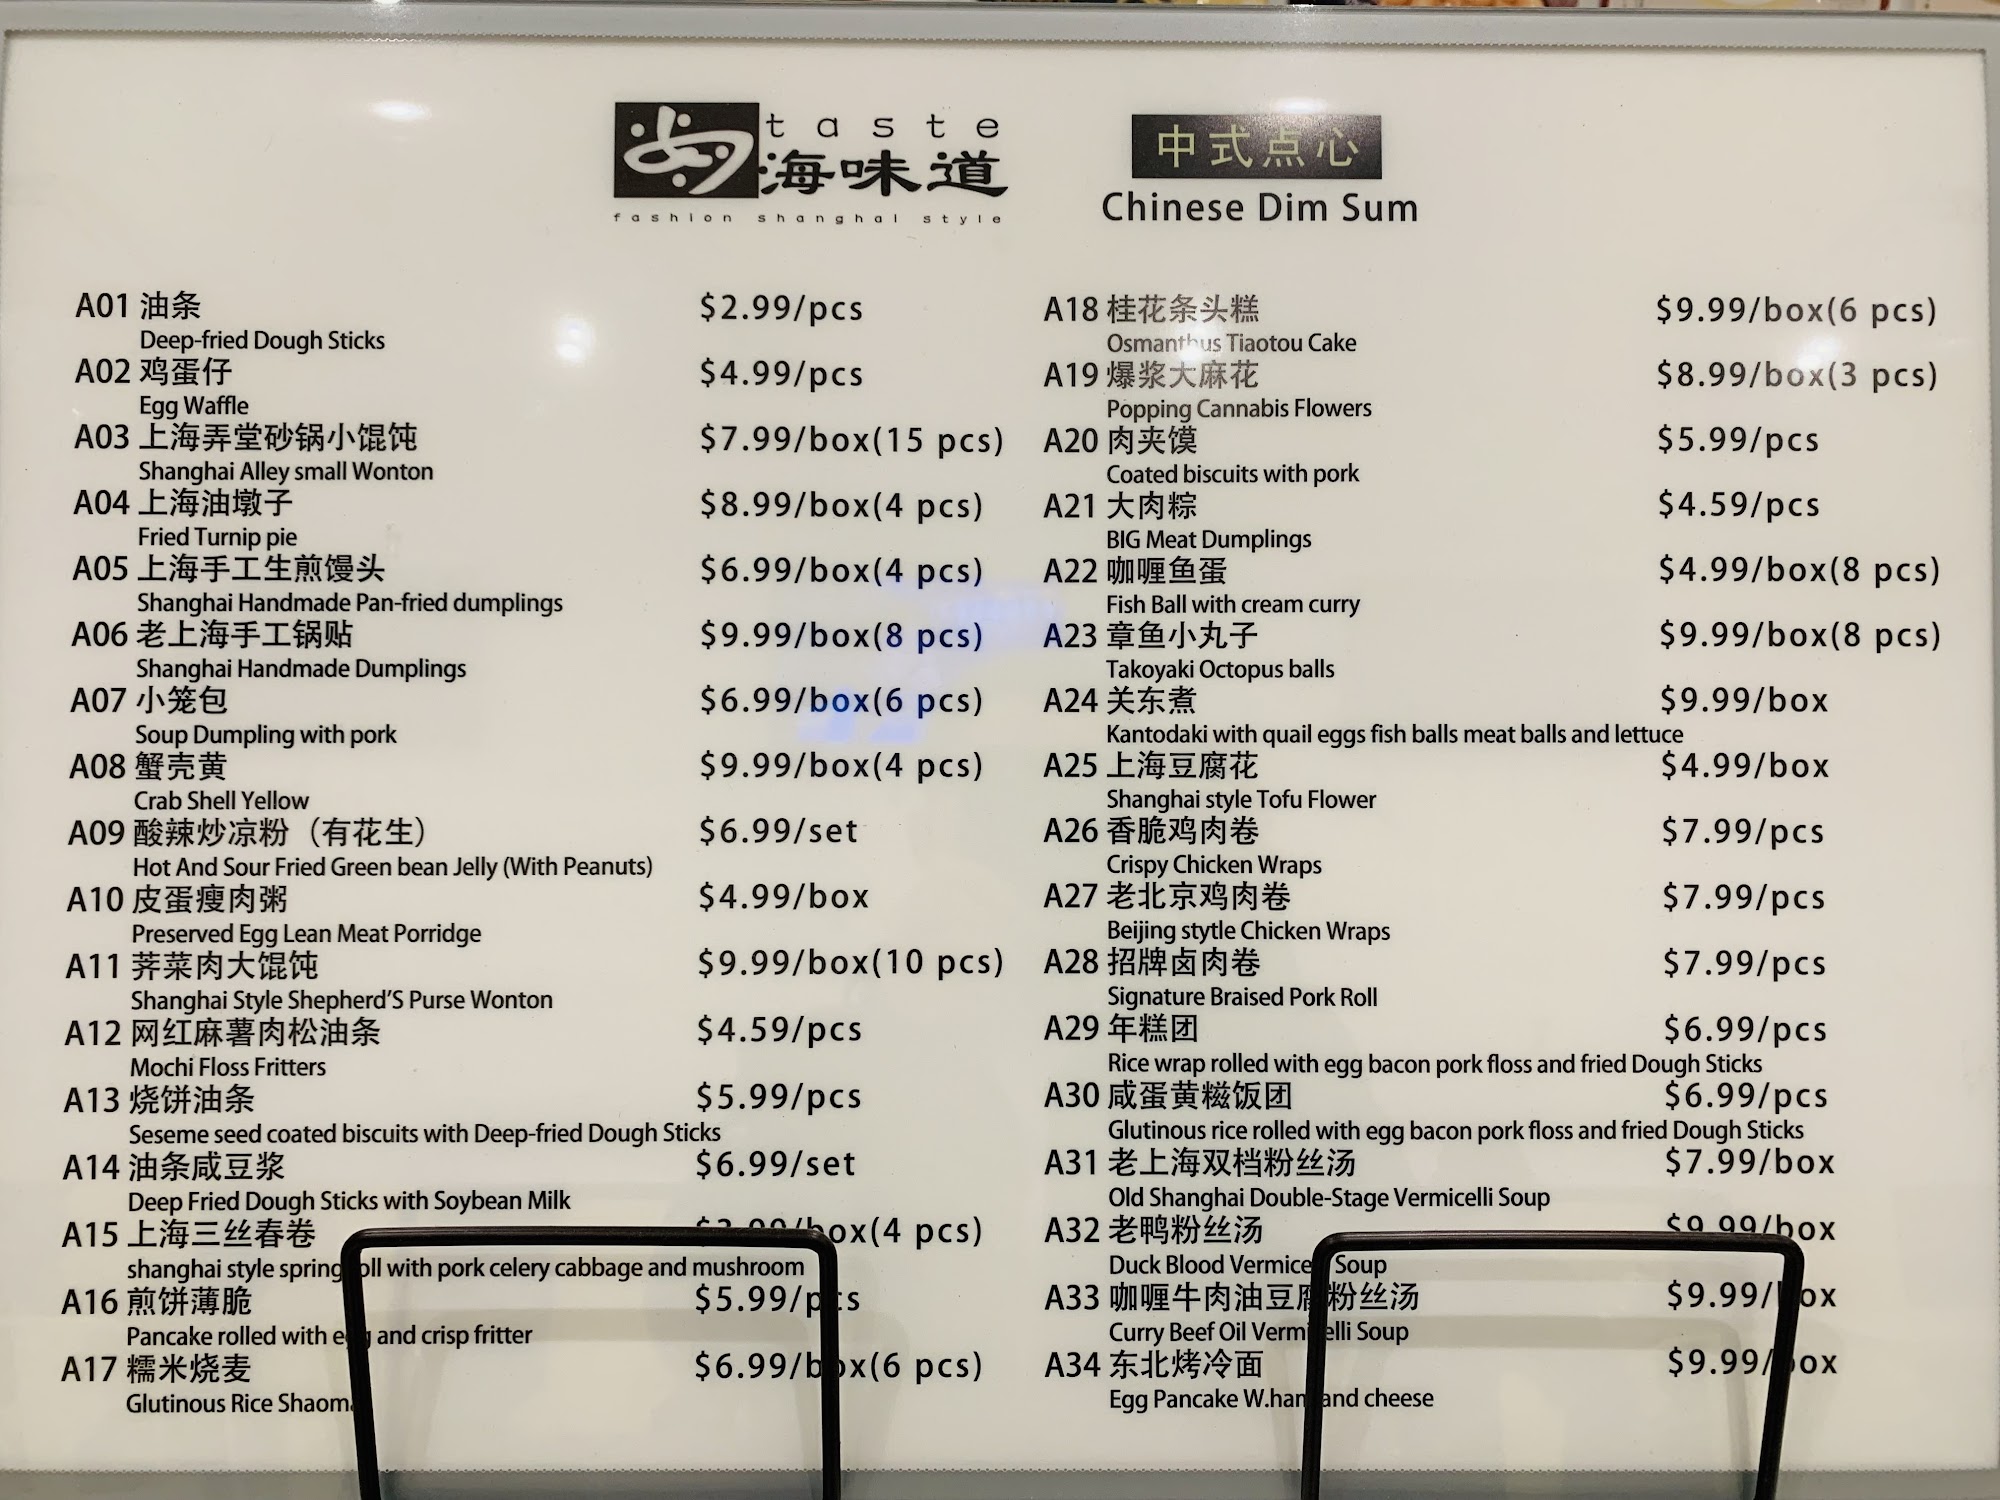 taste
海味道
fashion shanghai style
中式点心
Chinese Dim Sum
A01 油条 $2.99/pcs
Deep-fried Dough Sticks
A02 鸡蛋仔 $4.99/pcs
Egg Waffle
A03 上海弄堂砂锅小馄饨 $7.99/box(15 pcs)
Shanghai Alley small Wonton
A04 上海油墩子 $8.99/box(4 pcs)
Fried Turnip pie
A05 上海手工生煎馒头 $6.99/box(4 pcs)
Shanghai Handmade Pan-fried dumplings
A06 老上海手工锅贴 $9.99/box(8 pcs)
Shanghai Handmade Dumplings
A07 小笼包 $6.99/box(6 pcs)
Soup Dumpling with pork
A08 蟹壳黄 $9.99/box(4 pcs)
Crab Shell Yellow
A09 酸辣炒凉粉（有花生） $6.99/set
Hot And Sour Fried Green bean Jelly (With Peanuts)
A10 皮蛋瘦肉粥 $4.99/box
Preserved Egg Lean Meat Porridge
A11 荠菜肉大馄饨 $9.99/box(10 pcs)
Shanghai Style Shepherd'S Purse Wonton
A12 网红麻薯肉松油条 $4.59/pcs
Mochi Floss Fritters
A13 烧饼油条 $5.99/pcs
Seseme seed coated biscuits with Deep-fried Dough Sticks
A14 油条咸豆浆 $6.99/set
Deep Fried Dough Sticks with Soybean Milk
A15 上海三丝春卷 (4 pcs)
shanghai style spring roll with pork celery cabbage and mushroom
A16 煎饼薄脆 $5.99/pcs
Pancake rolled with egg and crisp fritter
A17 糯米烧麦 $6.99/box(6 pcs)
Glutinous Rice
A18 桂花条头糕 $9.99/box(6 pcs)
Osmanthus Tiaotou Cake
A19 爆浆大麻花 $8.99/box(3 pcs)
Popping Cannabis Flowers
A20 肉夹馍 $5.99/pcs
Coated biscuits with pork
A21 大肉粽 $4.59/pcs
BIG Meat Dumplings
A22 咖喱鱼蛋 $4.99/box(8 pcs)
Fish Ball with cream curry
A23 章鱼小丸子 $9.99/box(8 pcs)
Takoyaki Octopus balls
A24 关东煮 $9.99/box
Kantodaki with quail eggs fish balls meat balls and lettuce
A25 上海豆腐花 $4.99/box
Shanghai style Tofu Flower
A26 香脆鸡肉卷 $7.99/pcs
Crispy Chicken Wraps
A27 老北京鸡肉卷 $7.99/pcs
Beijing stytle Chicken Wraps
A28 招牌卤肉卷 $7.99/pcs
Signature Braised Pork Roll
A29 年糕团 $6.99/pcs
Rice wrap rolled with egg bacon pork floss and fried Dough Sticks
A30 咸蛋黄糍饭团 $6.99/pcs
Glutinous rice rolled with egg bacon pork floss and fried Dough Sticks
A31 老上海双档粉丝汤 $7.99/box
Old Shanghai Double-Stage Vermicelli Soup
A32 老鸭粉丝汤 $9.99/box
Duck Blood Vermicelli Soup
A33 咖喱牛肉油豆腐粉丝汤 $9.99/box
Curry Beef Oil Vermicelli Soup
A34 东北烤冷面 $9.99/box
Egg Pancake W.ham and cheese